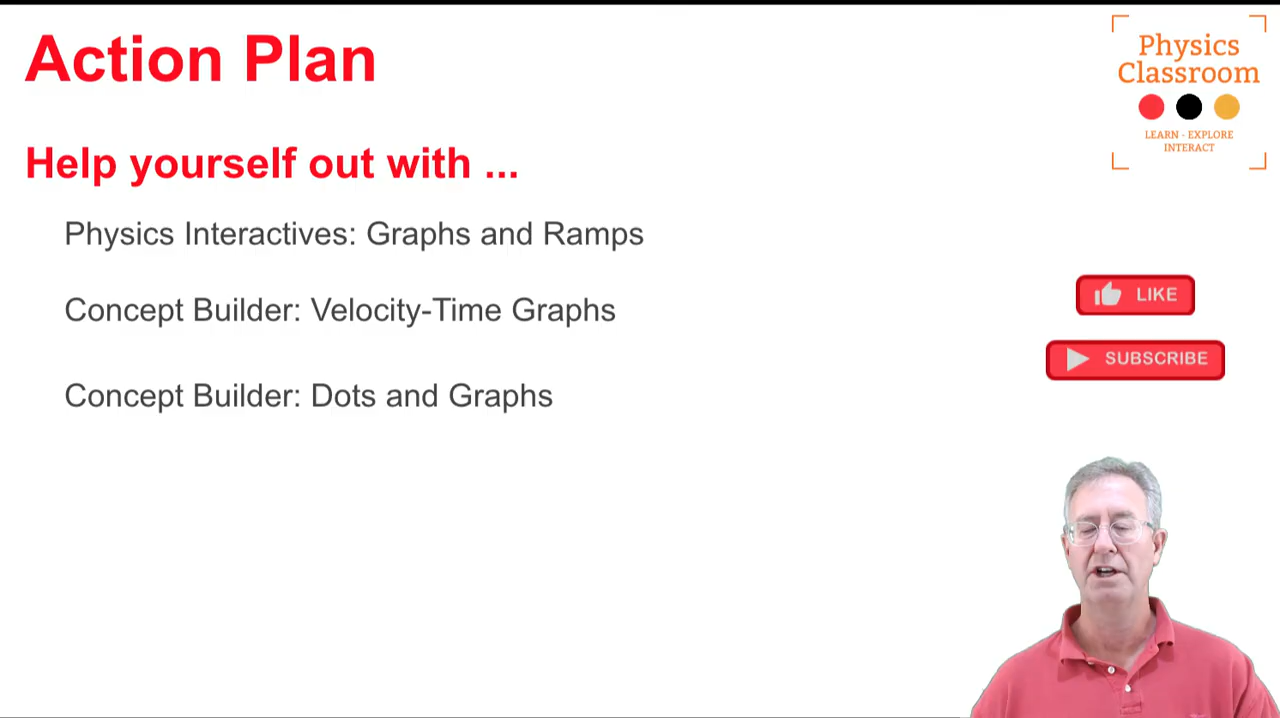 Action Plan
Physics
Classroom
LEARN - EXPLORE
INTERACT
Help yourself out with ...
Physics Interactives: Graphs and Ramps
Concept Builder: Velocity-Time Graphs
Concept Builder: Dots and Graphs
LIKE
SUBSCRIBE